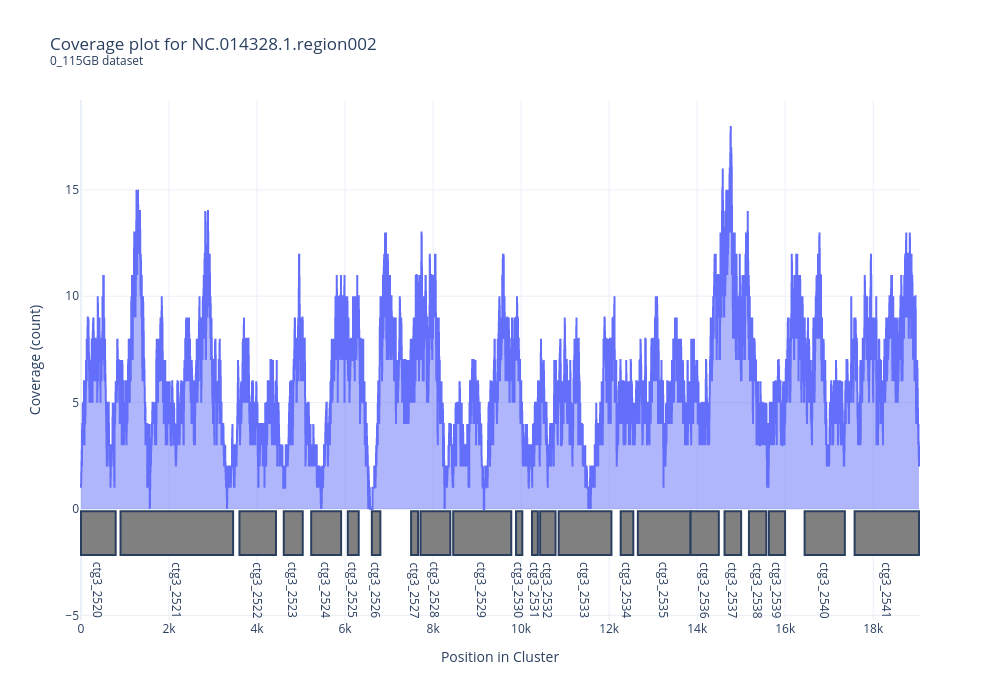 Coverage plot for NC.014328.1.region002
0_115GB dataset
Coverage (count)
15
10
5
0
−5
ctg3_2520
ctg3_2521
ctg3_2522
ctg3_2523
ctg3_2524
ctg3_2525
ctg3_2526
ctg3_2527
ctg3_2528
ctg3_2529
ctg3_2530
ctg3_2531
ctg3_2532
ctg3_2533
ctg3_2534
ctg3_2535
ctg3_2536
ctg3_2537
ctg3_2538
ctg3_2539
ctg3_2540
ctg3_2541
0 2k 4k 6k 8k 10k 12k 14k 16k 18k
Position in Cluster